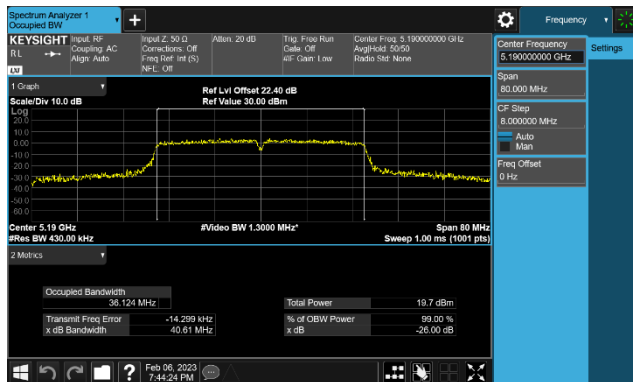 Spectrum Analyzer 1
Occupied BW
+
Frequency
KEYSIGHT
Input: RF
Input Z: 50 Ω
Atten: 20 dB
Trig: Free Run
Center Freq: 5.190000000 GHz
RL
Coupling: AC
Corrections: Off
Gate: Off
Avg|Hold: 50/50
Align: Auto
Freq Ref: Int (S)
#IF Gain: Low
Radio Std: None
NFE: Off
LXI
Center Frequency
5.190000000 GHz
Settings
Span
80.000 MHz
CF Step
8.000000 MHz
Auto
Man
Freq Offset
0 Hz
1 Graph
Scale/Div 10.0 dB
Ref Lvl Offset 22.40 dB
Ref Value 30.00 dBm
Log
20.0
10.0
0.00
-10.0
-20.0
-30.0
-40.0
-50.0
-60.0
Center 5.19 GHz
#Video BW 1.3000 MHz*
Span 80 MHz
#Res BW 430.00 kHz
Sweep 1.00 ms (1001 pts)
2 Metrics
Occupied Bandwidth
36.124 MHz
Total Power
19.7 dBm
Transmit Freq Error
-14.299 kHz
% of OBW Power
99.00 %
x dB Bandwidth
40.61 MHz
x dB
-26.00 dB
?
Feb 06, 2023
7:44:24 PM